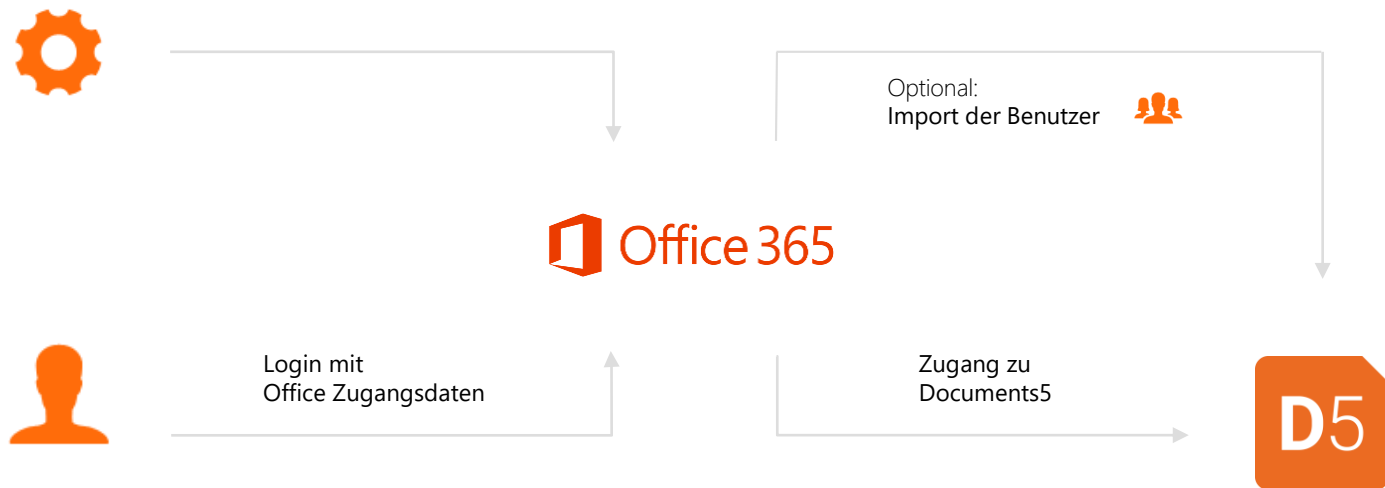 Optional:
Import der Benutzer
Office 365
Login mit
Office Zugangsdaten
Zugang zu
Documents5
D5